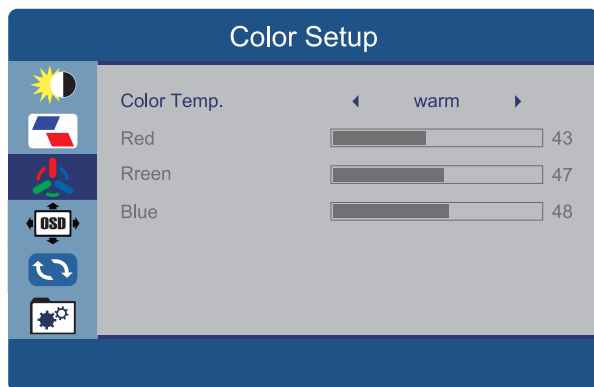 Color Setup
Color Temp. warm
Red 43
Rreen 47
Blue 48
OSD